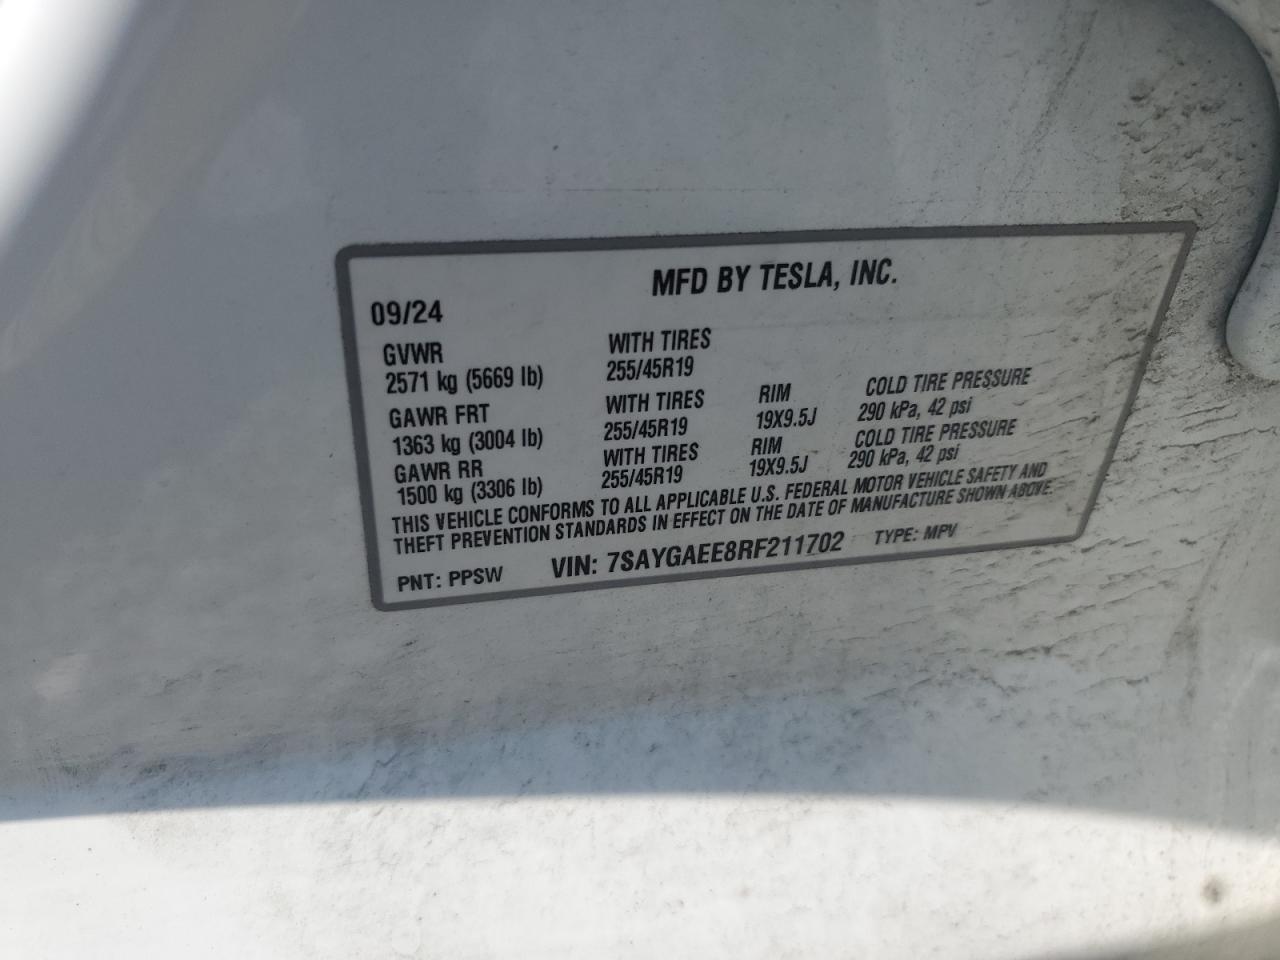 MFD BY TESLA, INC.
09/24
GVWR WITH TIRES
2571 kg (5669 lb) 255/45R19
GAWR FRT WITH TIRES RIM COLD TIRE PRESSURE
1363 kg (3004 lb) 255/45R19 19X9.5J 290 kPa, 42 psi
GAWR RR WITH TIRES RIM COLD TIRE PRESSURE
1500 kg (3306 lb) 255/45R19 19X9.5J 290 kPa, 42 psi
THIS VEHICLE CONFORMS TO ALL APPLICABLE U.S. FEDERAL MOTOR VEHICLE SAFETY AND
THEFT PREVENTION STANDARDS IN EFFECT ON THE DATE OF MANUFACTURE SHOWN ABOVE.
PNT: PPSW VIN: 7SAYGAEE8RF211702 TYPE: MPV